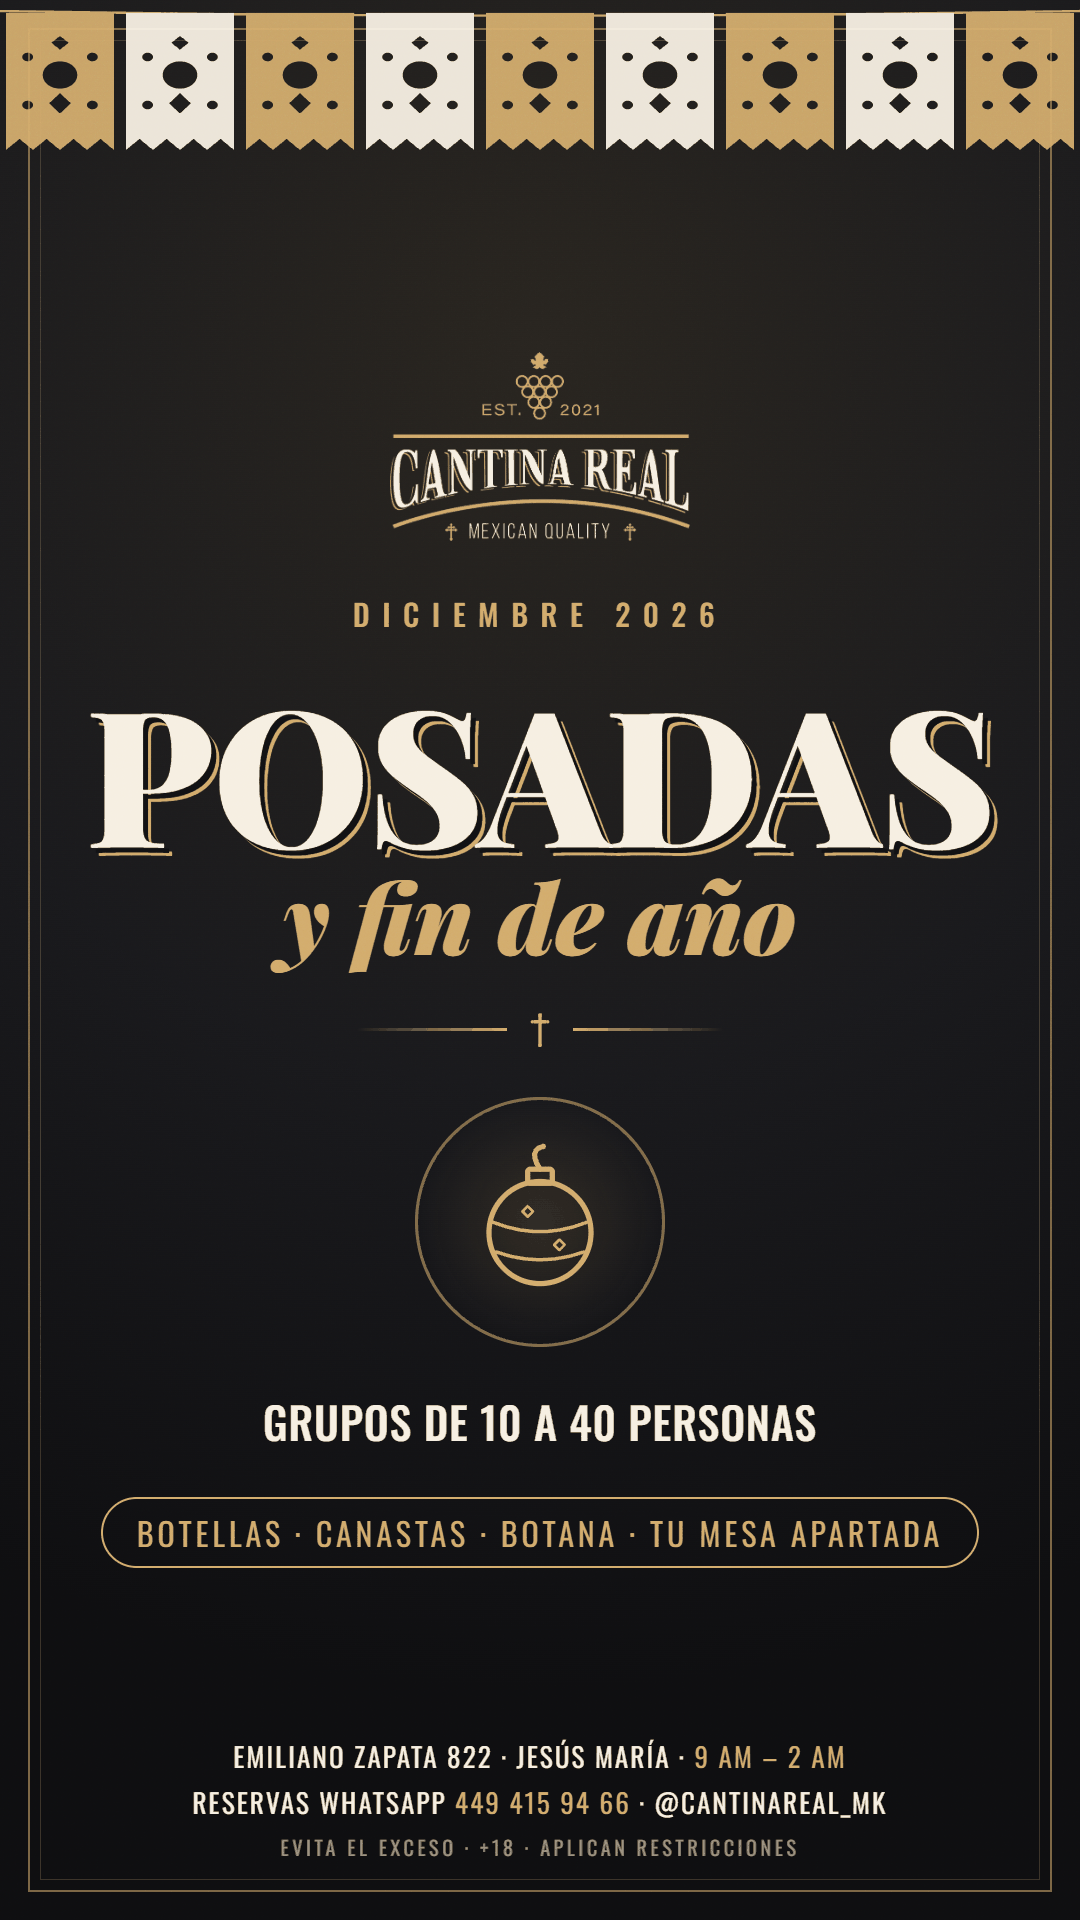 EST. 2021
CANTINA REAL
MEXICAN QUALITY
DICIEMBRE 2026
POSADAS
y fin de año
GRUPOS DE 10 A 40 PERSONAS
BOTELLAS · CANASTAS · BOTANA · TU MESA APARTADA
EMILIANO ZAPATA 822 · JESÚS MARÍA · 9 AM – 2 AM
RESERVAS WHATSAPP 449 415 94 66 · @CANTINAREAL_MK
EVITA EL EXCESO · +18 · APLICAN RESTRICCIONES